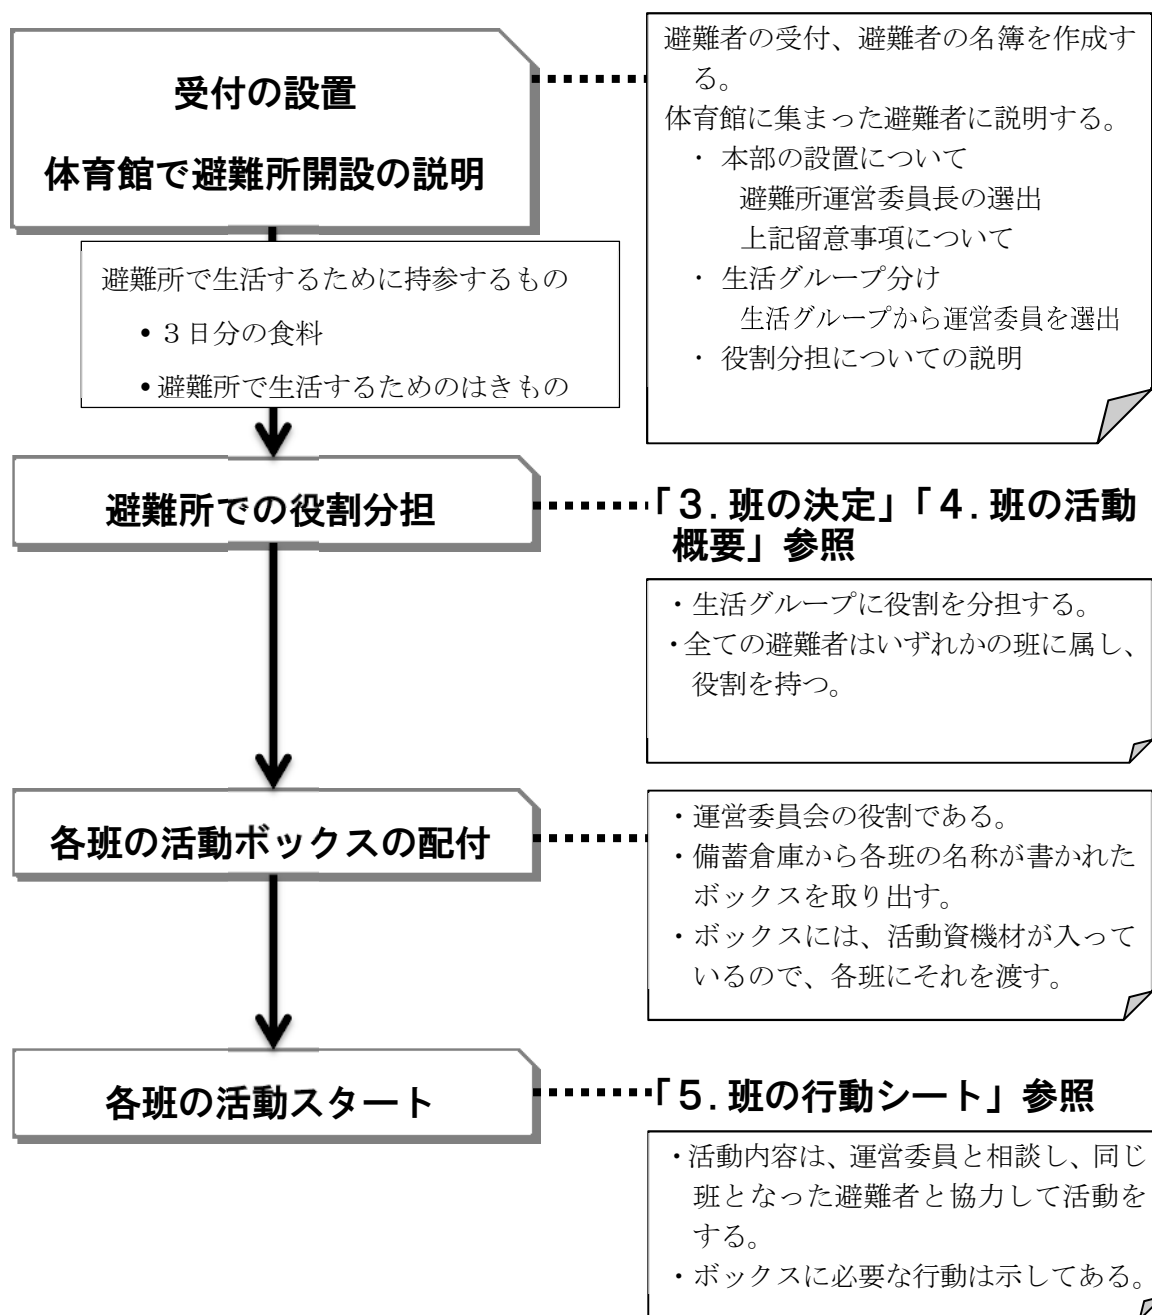 受付の設置
体育館で避難所開設の説明
避難者の受付、避難者の名簿を作成す
る。
体育館に集まった避難者に説明する。
・ 本部の設置について
避難所運営委員長の選出
上記留意事項について
・ 生活グループ分け
生活グループから運営委員を選出
・ 役割分担についての説明
避難所で生活するために持参するもの
• ３日分の食料
• 避難所で生活するためのはきもの
避難所での役割分担
「３.班の決定」「４.班の活動
概要」参照
・生活グループに役割を分担する。
・全ての避難者はいずれかの班に属し、
役割を持つ。
各班の活動ボックスの配付
・運営委員会の役割である。
・備蓄倉庫から各班の名称が書かれた
ボックスを取り出す。
・ボックスには、活動資機材が入って
いるので、各班にそれを渡す。
各班の活動スタート
「５.班の行動シート」参照
・活動内容は、運営委員と相談し、同じ
班となった避難者と協力して活動を
する。
・ボックスに必要な行動は示してある。